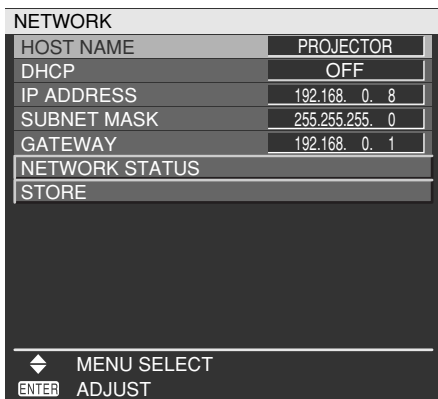 NETWORK
HOST NAME PROJECTOR
DHCP OFF
IP ADDRESS 192.168. 0. 8
SUBNET MASK 255.255.255. 0
GATEWAY 192.168. 0. 1
NETWORK STATUS
STORE
MENU SELECT
ENTER ADJUST